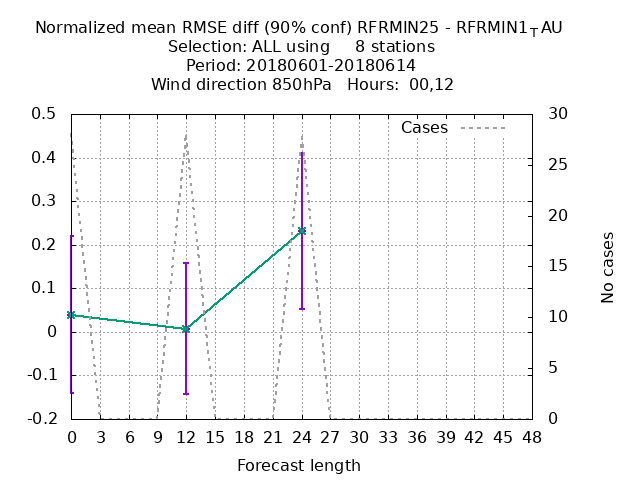 Normalized mean RMSE diff (90% conf) RFRMIN25 - RFRMIN1TAU
Selection: ALL using     8 stations
Period: 20180601-20180614
Wind direction 850hPa   Hours:  00,12
Cases
0.5
0.4
0.3
0.2
0.1
0
-0.1
-0.2
30
25
20
15
10
5
0
No cases
0 3 6 9 12 15 18 21 24 27 30 33 36 39 42 45 48
Forecast length